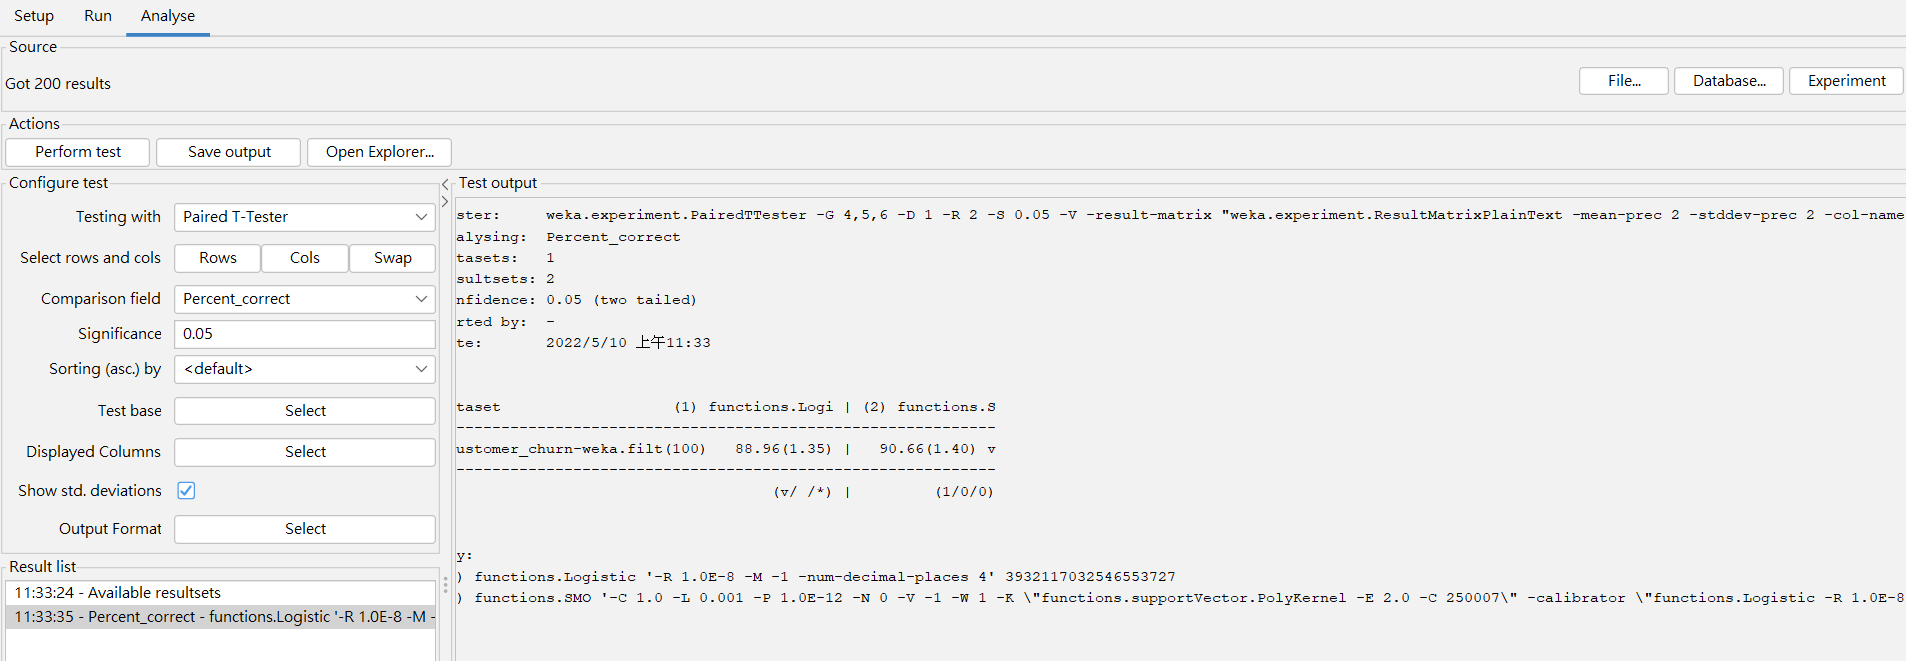 Setup Run Analyse
Source
Got 200 results
File... Database... Experiment
Actions
Perform test Save output Open Explorer...
Configure test
Testing with Paired T-Tester
Select rows and cols Rows Cols Swap
Comparison field Percent_correct
Significance 0.05
Sorting (asc.) by <default>
Test base Select
Displayed Columns Select
Show std. deviations
Output Format Select
Result list
11:33:24 - Available resultsets
11:33:35 - Percent_correct - functions.Logistic '-R 1.0E-8 -M -
Test output
ster: weka.experiment.PairedTTester -G 4,5,6 -D 1 -R 2 -S 0.05 -V -result-matrix "weka.experiment.ResultMatrixPlainText -mean-prec 2 -stddev-prec 2 -col-name
alysing: Percent_correct
tasets: 1
sultsets: 2
nfidence: 0.05 (two tailed)
rted by: -
te: 2022/5/10 上午11:33
taset (1) functions.Logi | (2) functions.S
------------------------------------------------------------
ustomer_churn-weka.filt(100) 88.96(1.35) | 90.66(1.40) v
------------------------------------------------------------
(v/ /*) | (1/0/0)
y:
) functions.Logistic '-R 1.0E-8 -M -1 -num-decimal-places 4' 3932117032546553727
) functions.SMO '-C 1.0 -L 0.001 -P 1.0E-12 -N 0 -V -1 -W 1 -K \"functions.supportVector.PolyKernel -E 2.0 -C 250007\" -calibrator \"functions.Logistic -R 1.0E-8